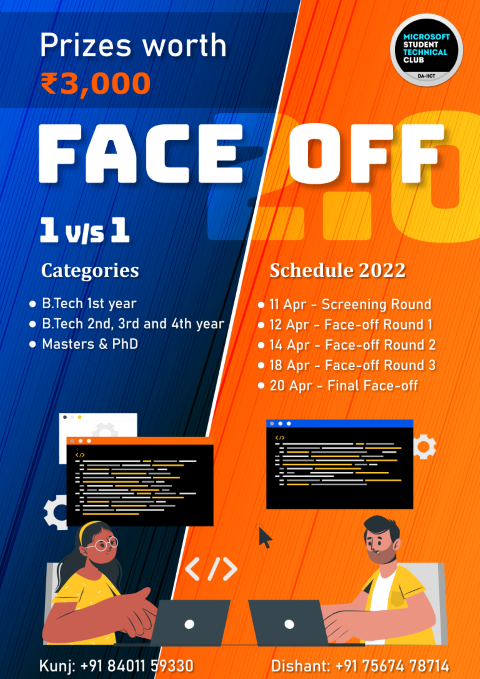 Prizes worth
₹3,000
MICROSOFT
STUDENT
TECHNICAL
CLUB
DA-IICT
FACE OFF
2.0
1 v/s 1
Categories
• B.Tech 1st year
• B.Tech 2nd, 3rd and 4th year
• Masters & PhD
Schedule 2022
• 11 Apr - Screening Round
• 12 Apr - Face-off Round 1
• 14 Apr - Face-off Round 2
• 18 Apr - Face-off Round 3
• 20 Apr - Final Face-off
</>
</>
</>
Kunj: +91 84011 59330
Dishant: +91 75674 78714